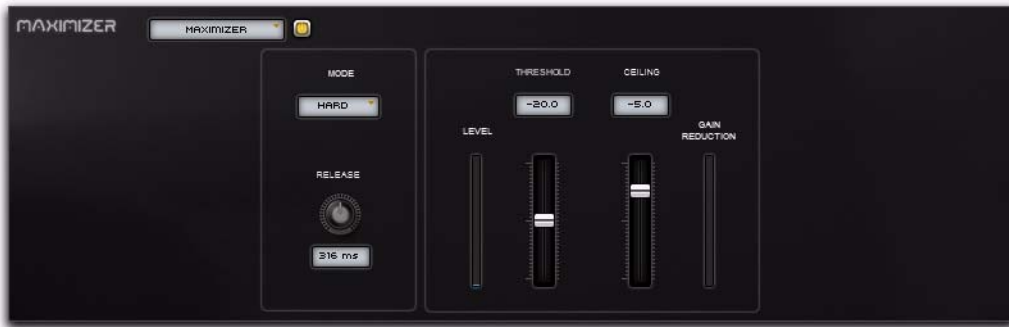 MAXIMIZER
MAXIMIZER
MODE
HARD
RELEASE
316 ms
THRESHOLD
CEILING
-20.0
-5.0
LEVEL
GAIN
REDUCTION